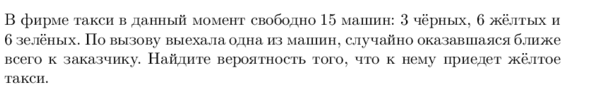 В фирме такси в данный момент свободно 15 машин: 3 чёрных, 6 жёлтых и
6 зелёных. По вызову выехала одна из машин, случайно оказавшаяся ближе
всего к заказчику. Найдите вероятность того, что к нему приедет жёлтое
такси.